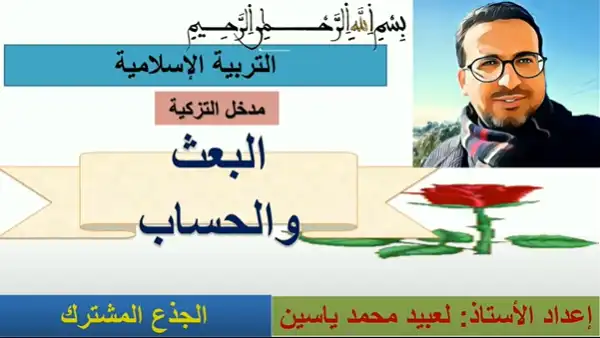 بسم الله الرحمن الرحيم
التربية الإسلامية
مدخل التزكية
البعث
والحساب
إعداد الأستاذ: لعبيد محمد ياسين
الجذع المشترك